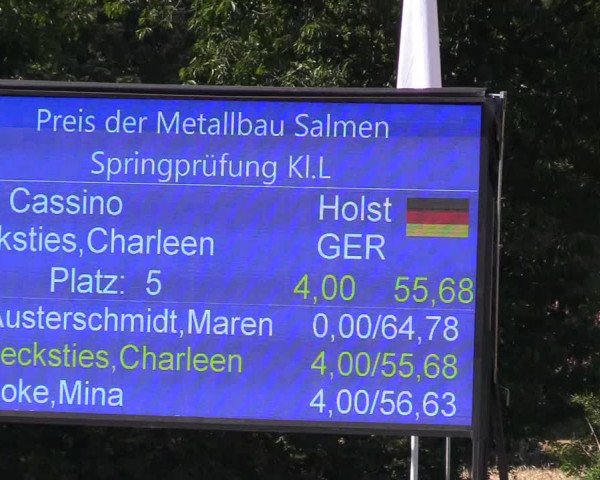 Preis der Metallbau Salmen
Springprüfung Kl.L
Cassino Holst
ksties,Charleen GER
Platz: 5 4,00 55,68
Austerschmidt,Maren 0,00/64,78
ecksties,Charleen 4,00/55,68
oke,Mina 4,00/56,63